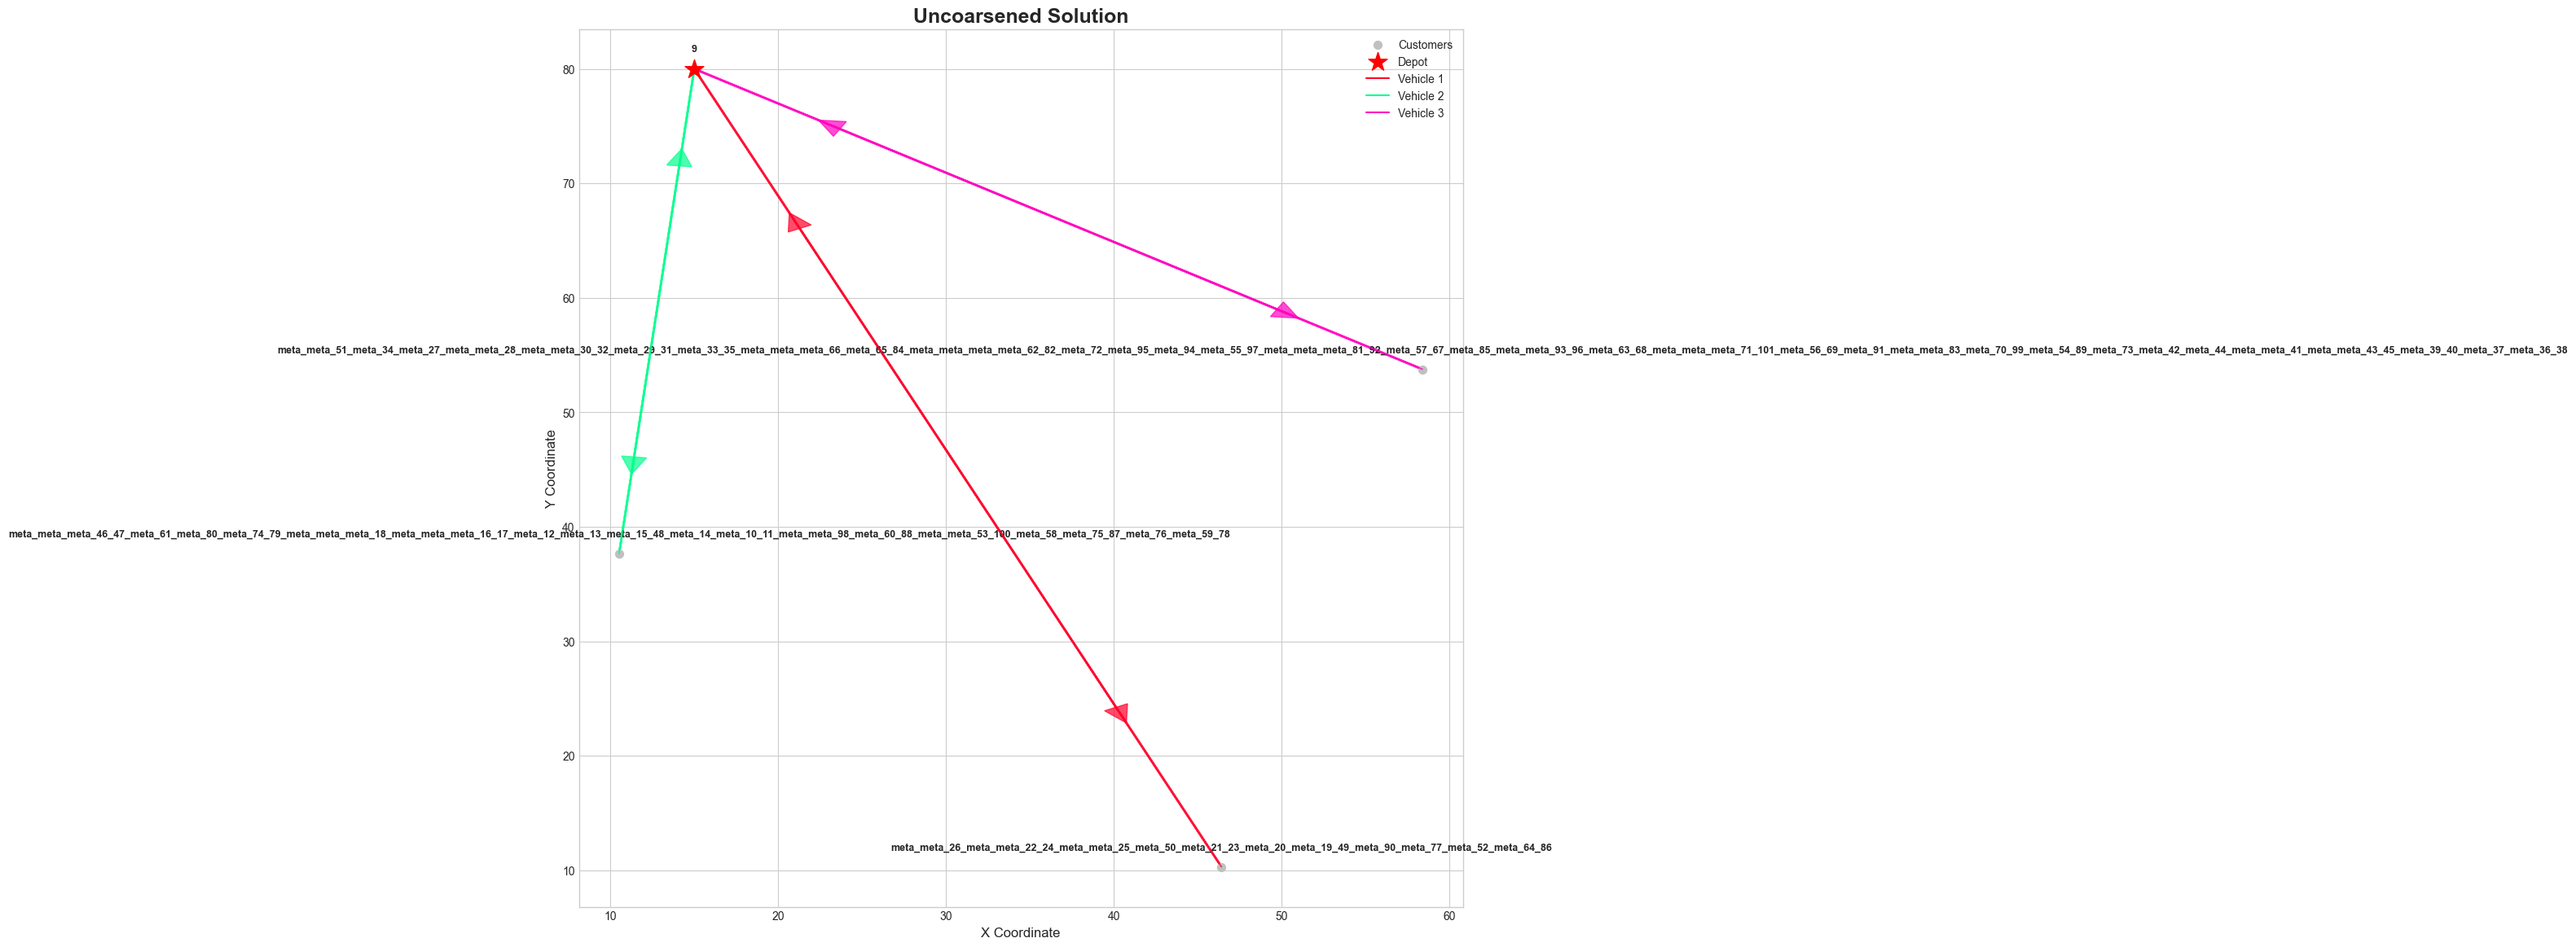 Uncoarsened Solution
9
Customers
Depot
Vehicle 1
Vehicle 2
Vehicle 3
80
70
60
50
40
30
20
10
Y Coordinate
meta_meta_51_meta_34_meta_27_meta_meta_28_meta_meta_30_32_meta_29_31_meta_33_35_meta_meta_meta_66_meta_65_84_meta_meta_meta_62_82_meta_72_meta_95_meta_94_meta_55_97_meta_meta_meta_81_92_meta_57_67_meta_85_meta_meta_93_96_meta_63_68_meta_meta_meta_71_101_meta_56_69_meta_91_meta_meta_83_meta_70_99_meta_54_89_meta_73_meta_42_meta_44_meta_meta_41_meta_meta_43_45_meta_39_40_meta_37_meta_36_38
meta_meta_meta_46_47_meta_61_meta_80_meta_74_79_meta_meta_meta_18_meta_meta_meta_16_17_meta_12_meta_13_meta_15_48_meta_14_meta_10_11_meta_meta_98_meta_60_88_meta_meta_53_100_meta_58_meta_75_87_meta_76_meta_59_78
meta_meta_26_meta_meta_22_24_meta_meta_25_meta_50_meta_21_23_meta_20_meta_19_49_meta_90_meta_77_meta_52_meta_64_86
10
20
30
40
50
60
X Coordinate